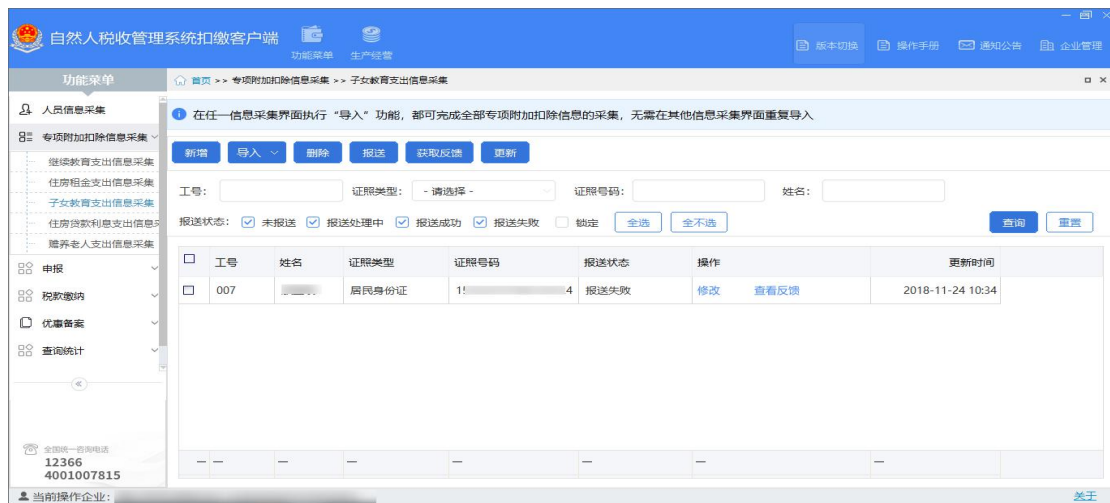 自然人税收管理系统扣缴客户端 功能菜单 生产经营 版本切换 操作手册 通知公告 企业管理
功能菜单 首页 >> 专项附加扣除信息采集 >> 子女教育支出信息采集
人员信息采集
专项附加扣除信息采集
继续教育支出信息采集
住房租金支出信息采集
子女教育支出信息采集
住房贷款利息支出信息采
赡养老人支出信息采集
申报
税款缴纳
优惠备案
查询统计
全国统一咨询电话
12366
4001007815
在任一信息采集界面执行“导入”功能，都可完成全部专项附加扣除信息的采集，无需在其他信息采集界面重复导入
新增 导入 删除 报送 获取反馈 更新
工号： 证照类型： - 请选择 - 证照号码： 姓名：
报送状态： 未报送 报送处理中 报送成功 报送失败 锁定 全选 全不选 查询 重置
工号 姓名 证照类型 证照号码 报送状态 操作 更新时间
007 居民身份证 15 4 报送失败 修改 查看反馈 2018-11-24 10:34
— — — — — — — —
当前操作企业： 关于